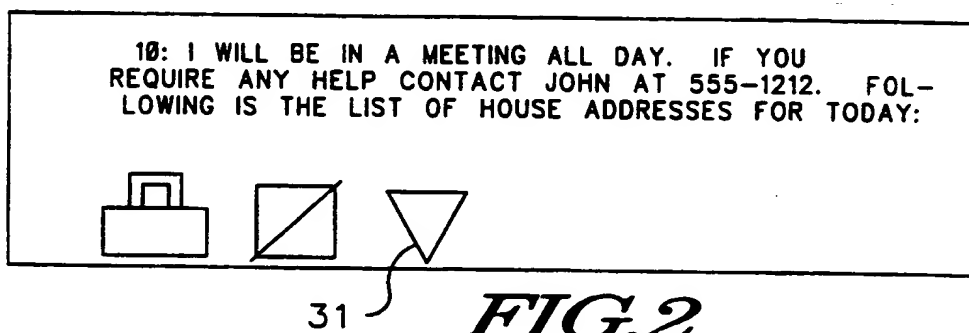 10: I WILL BE IN A MEETING ALL DAY. IF YOU
REQUIRE ANY HELP CONTACT JOHN AT 555-1212. FOL-
LOWING IS THE LIST OF HOUSE ADDRESSES FOR TODAY:
31
FIG.2